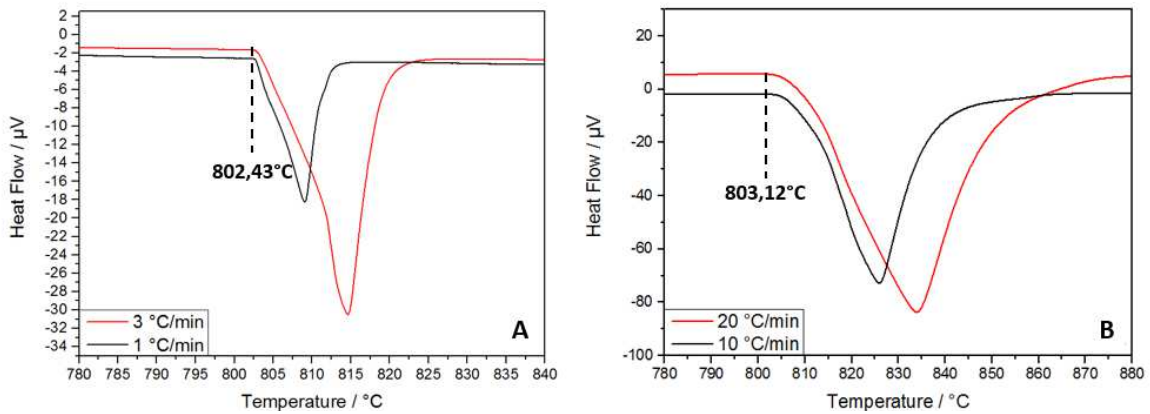 2
0
-2
-4
-6
-8
-10
-12
-14
-16
-18
-20
-22
-24
-26
-28
-30
-32
-34
Heat Flow / µV
802,43°C
3 °C/min
1 °C/min
A
780 785 790 795 800 805 810 815 820 825 830 835 840
Temperature / °C
20
0
-20
-40
-60
-80
-100
Heat Flow / µV
803,12°C
20 °C/min
10 °C/min
B
780 790 800 810 820 830 840 850 860 870 880
Temperature / °C